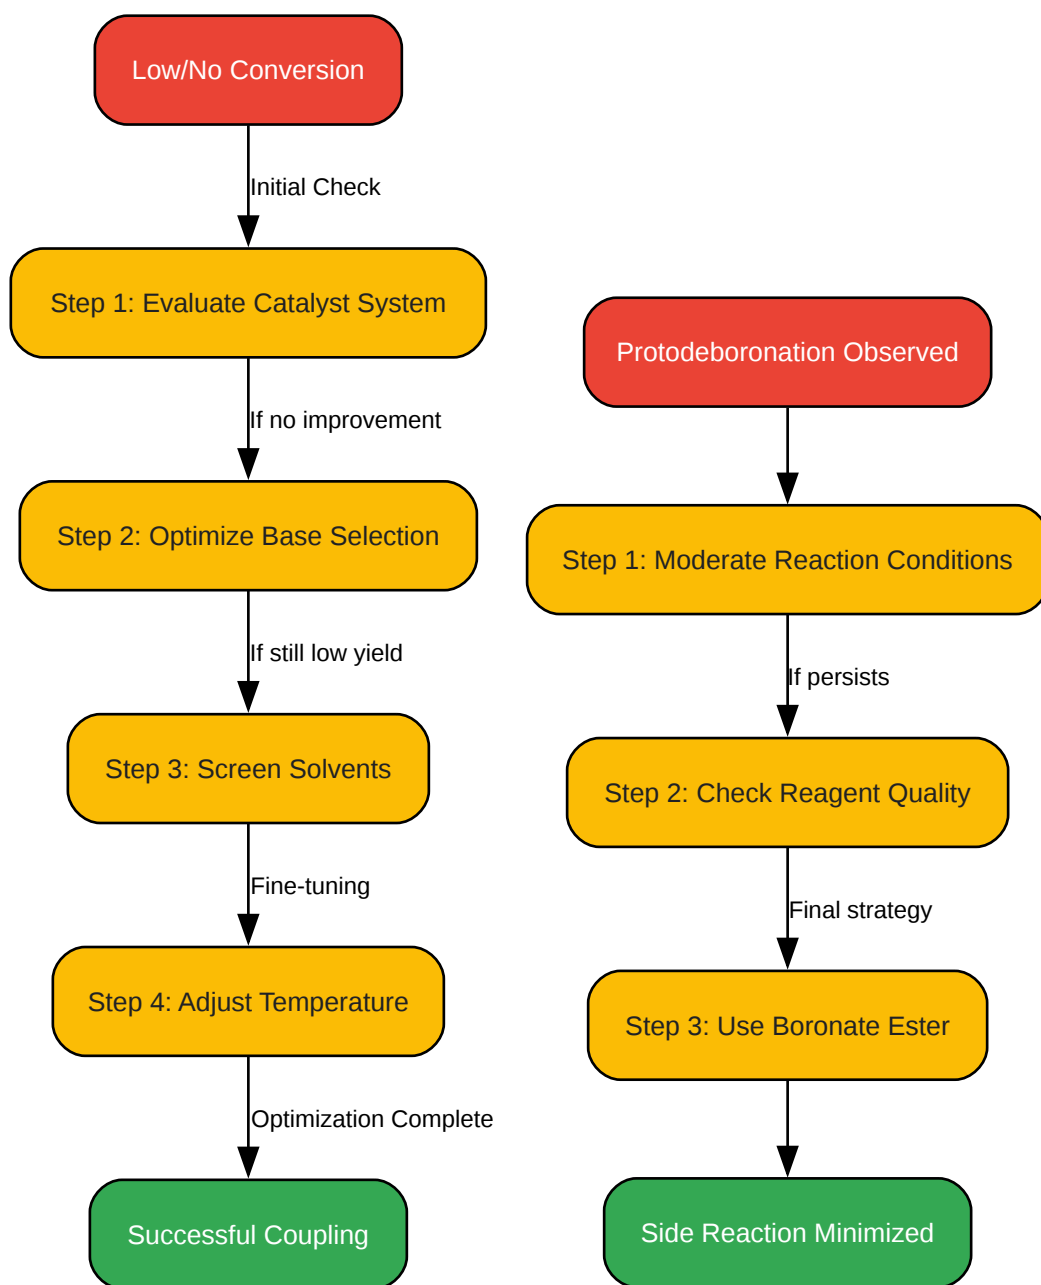 Low/No Conversion
Initial Check
Step 1: Evaluate Catalyst System
If no improvement
Step 2: Optimize Base Selection
If still low yield
Step 3: Screen Solvents
Fine-tuning
Step 4: Adjust Temperature
Optimization Complete
Successful Coupling
Protodeboronation Observed
Step 1: Moderate Reaction Conditions
If persists
Step 2: Check Reagent Quality
Final strategy
Step 3: Use Boronate Ester
Side Reaction Minimized